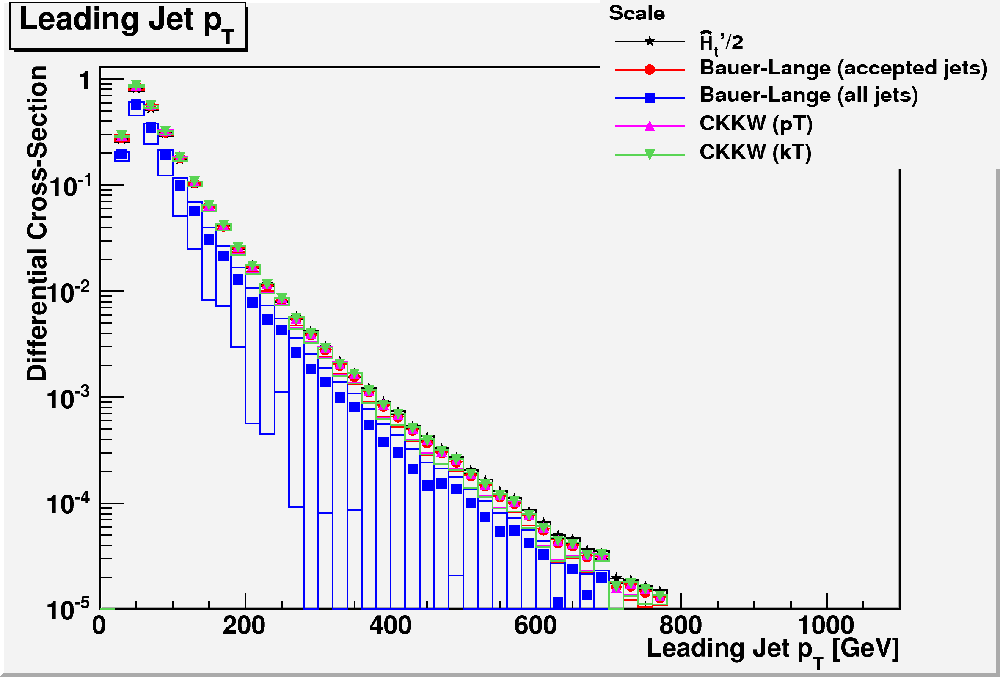 Leading Jet p_T
Scale
Ĥ_t'/2
Bauer-Lange (accepted jets)
Bauer-Lange (all jets)
CKKW (pT)
CKKW (kT)
Differential Cross-Section
1
10^-1
10^-2
10^-3
10^-4
10^-5
0 200 400 600 800 1000
Leading Jet p_T [GeV]